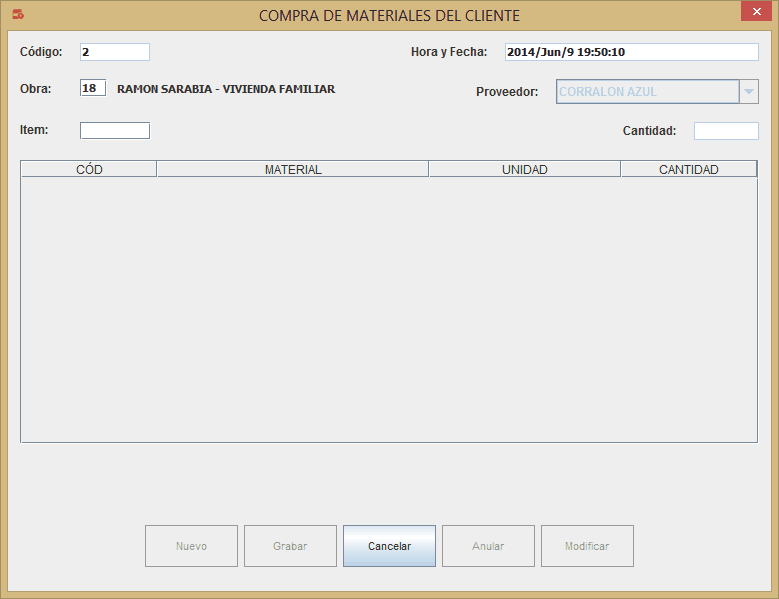 COMPRA DE MATERIALES DEL CLIENTE
Código: 2 Hora y Fecha: 2014/Jun/9 19:50:10
Obra: 18 RAMON SARABIA - VIVIENDA FAMILIAR Proveedor: CORRALON AZUL
Item: Cantidad:
CÓD MATERIAL UNIDAD CANTIDAD
Nuevo Grabar Cancelar Anular Modificar